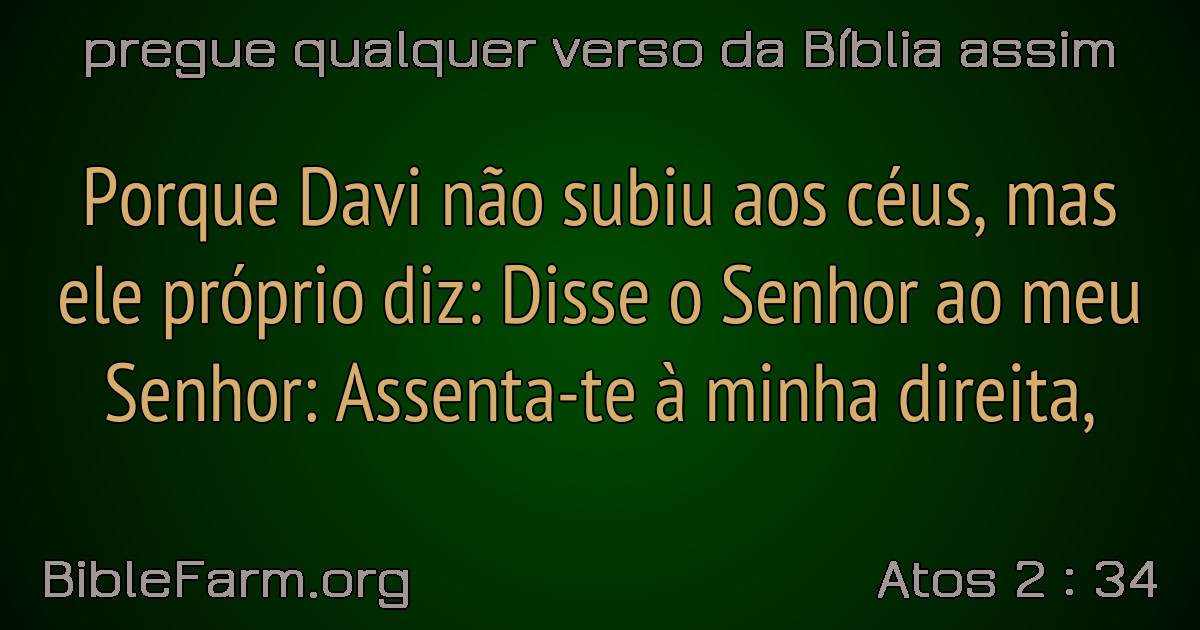 pregue qualquer verso da Bíblia assim
Porque Davi não subiu aos céus, mas
ele próprio diz: Disse o Senhor ao meu
Senhor: Assenta-te à minha direita,
BibleFarm.org
Atos 2 : 34